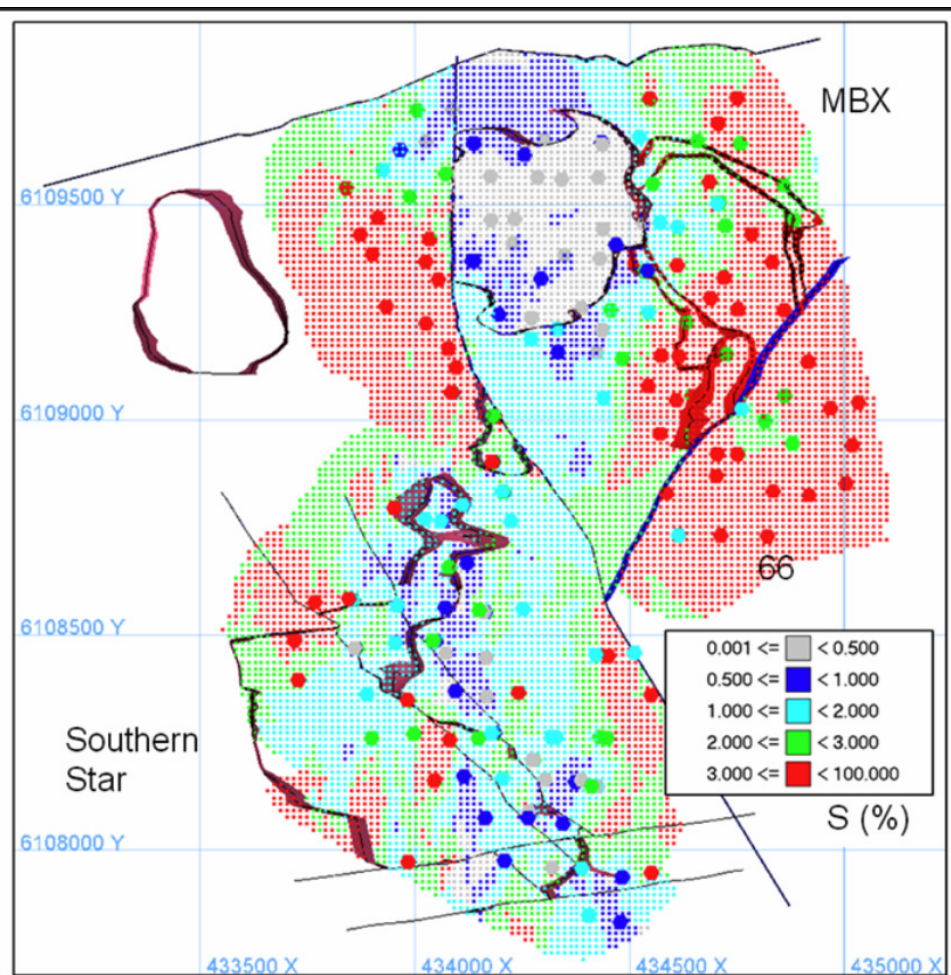 MBX
6109500 Y
6109000 Y
66
6108500 Y
0.001 <= < 0.500
0.500 <= < 1.000
1.000 <= < 2.000
2.000 <= < 3.000
3.000 <= < 100.000
Southern
Star
S (%)
6108000 Y
433500 X 434000 X 434500 X 435000 X